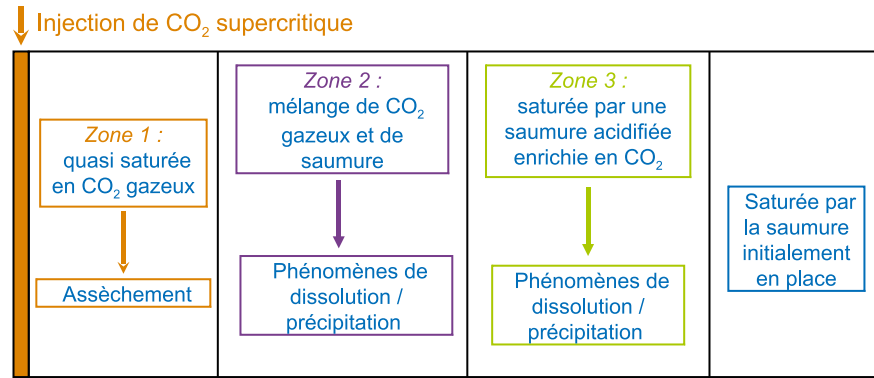 Injection de CO₂ supercritique
Zone 1 :
quasi saturée
en CO₂ gazeux
Assèchement
Zone 2 :
mélange de CO₂
gazeux et de
saumure
Phénomènes de
dissolution /
précipitation
Zone 3 :
saturée par une
saumure acidifiée
enrichie en CO₂
Phénomènes de
dissolution /
précipitation
Saturée par
la saumure
initialement
en place